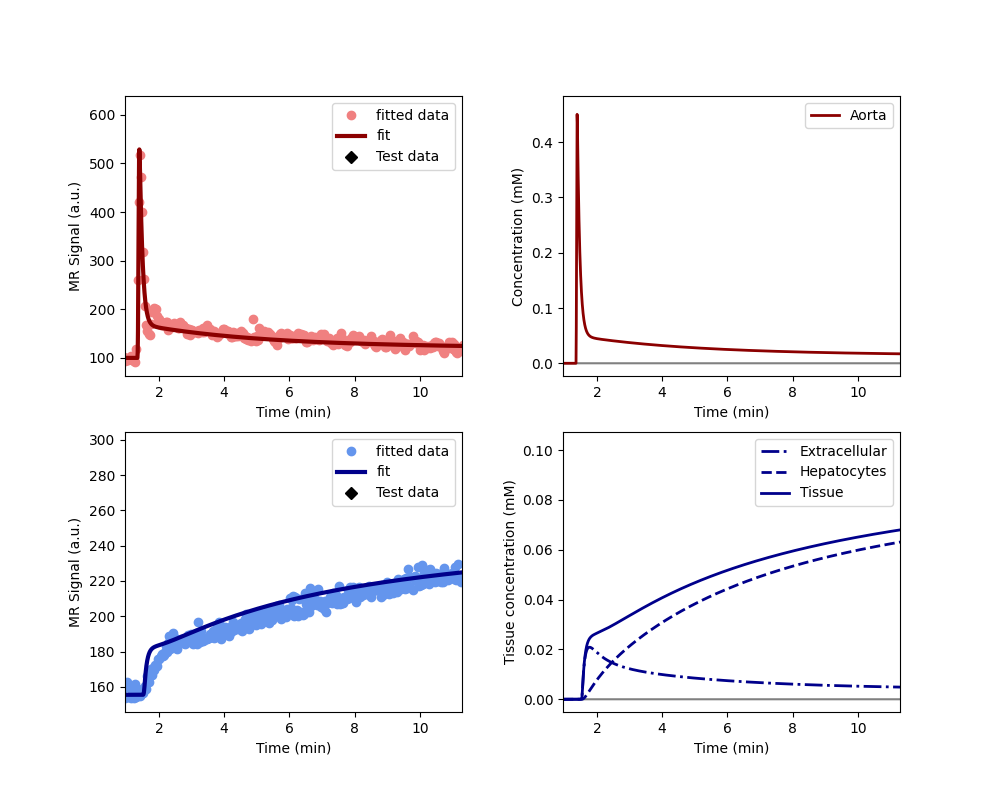 600
500
400
300
200
100
MR Signal (a.u.)
2 4 6 8 10
Time (min)
fitted data
fit
Test data
0.4
0.3
0.2
0.1
0.0
Concentration (mM)
2 4 6 8 10
Time (min)
Aorta
300
280
260
240
220
200
180
160
MR Signal (a.u.)
2 4 6 8 10
Time (min)
fitted data
fit
Test data
0.10
0.08
0.06
0.04
0.02
0.00
Tissue concentration (mM)
2 4 6 8 10
Time (min)
Extracellular
Hepatocytes
Tissue